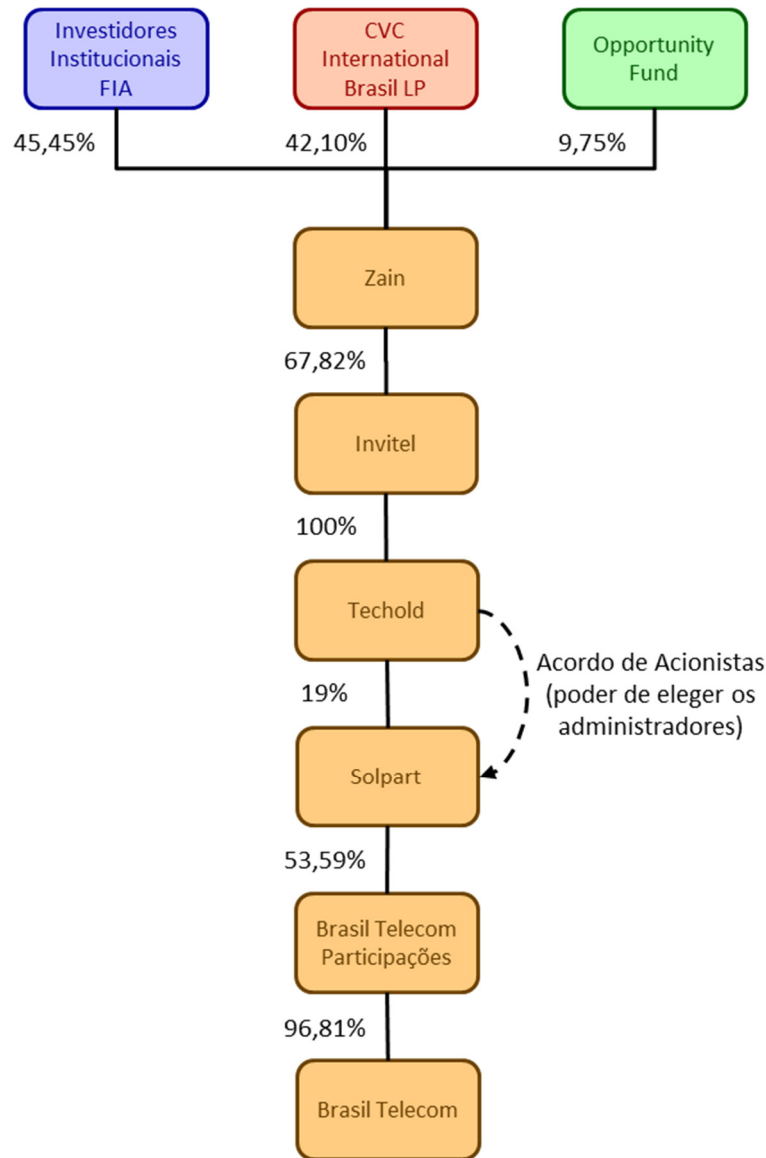 Investidores
Institucionais
FIA
CVC
International
Brasil LP
Opportunity
Fund
45,45%
42,10%
9,75%
Zain
67,82%
Invitel
100%
Techold
Acordo de Acionistas
(poder de eleger os
administradores)
19%
Solpart
53,59%
Brasil Telecom
Participações
96,81%
Brasil Telecom